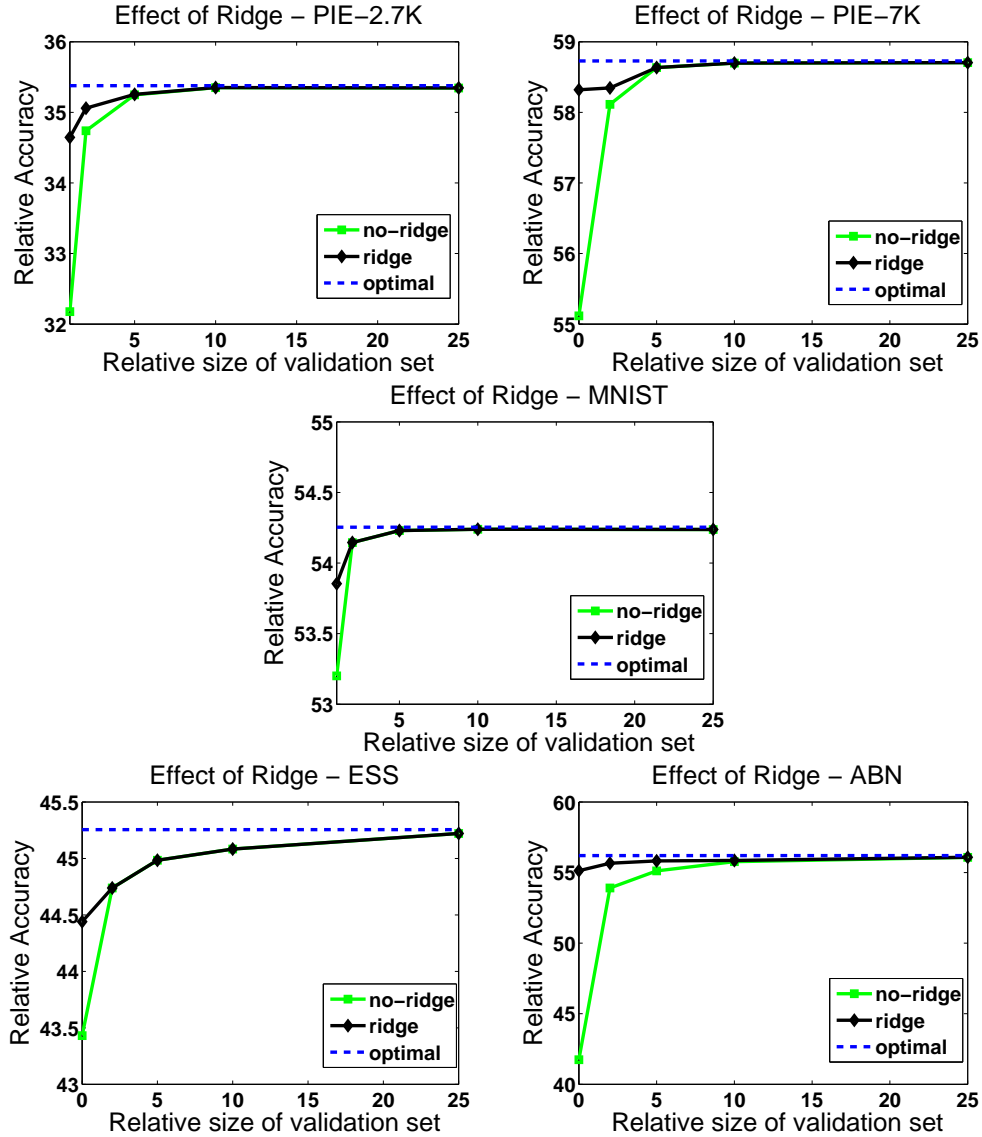 Effect of Ridge − PIE−2.7K
36
35
34
33
32
Relative Accuracy
no−ridge
ridge
optimal
5 10 15 20 25
Relative size of validation set
Effect of Ridge − PIE−7K
59
58
57
56
55
Relative Accuracy
no−ridge
ridge
optimal
0 5 10 15 20 25
Relative size of validation set
Effect of Ridge − MNIST
55
54.5
54
53.5
53
Relative Accuracy
no−ridge
ridge
optimal
5 10 15 20 25
Relative size of validation set
Effect of Ridge − ESS
45.5
45
44.5
44
43.5
43
Relative Accuracy
no−ridge
ridge
optimal
0 5 10 15 20 25
Relative size of validation set
Effect of Ridge − ABN
60
55
50
45
40
Relative Accuracy
no−ridge
ridge
optimal
0 5 10 15 20 25
Relative size of validation set